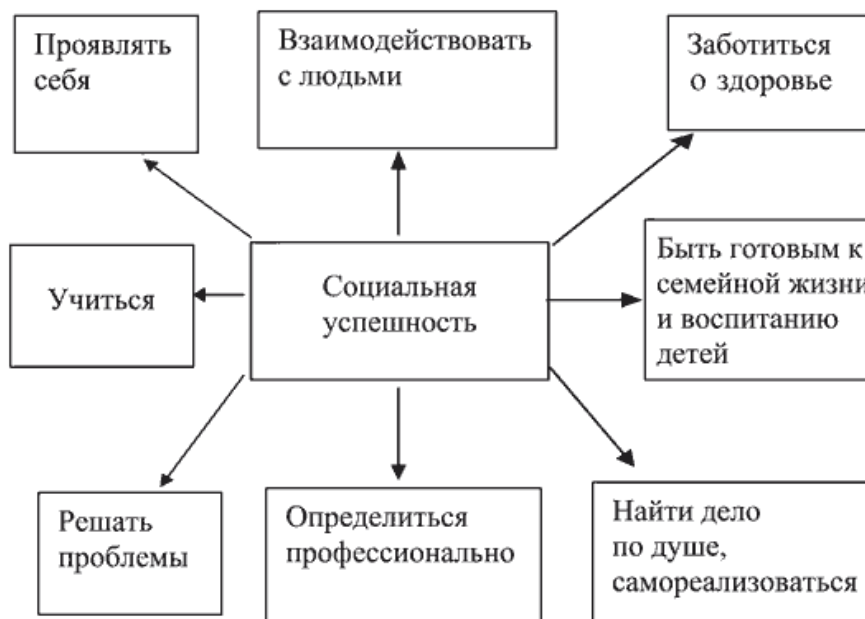 Проявлять
себя
Взаимодействовать
с людьми
Заботиться
о здоровье
Учиться
Социальная
успешность
Быть готовым к
семейной жизни
и воспитанию
детей
Решать
проблемы
Определиться
профессионально
Найти дело
по душе,
самореализоваться